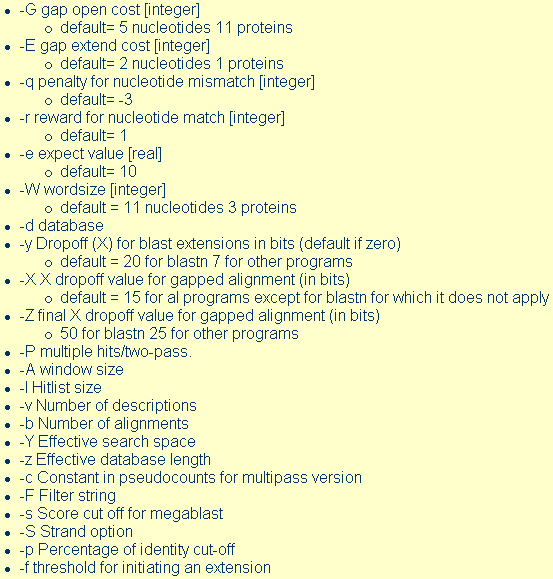 -G gap open cost [integer]
default= 5 nucleotides 11 proteins
-E gap extend cost [integer]
default= 2 nucleotides 1 proteins
-q penalty for nucleotide mismatch [integer]
default= -3
-r reward for nucleotide match [integer]
default= 1
-e expect value [real]
default= 10
-W wordsize [integer]
default = 11 nucleotides 3 proteins
-d database
-y Dropoff (X) for blast extensions in bits (default if zero)
default = 20 for blastn 7 for other programs
-X X dropoff value for gapped alignment (in bits)
default = 15 for al programs except for blastn for which it does not apply
-Z final X dropoff value for gapped alignment (in bits)
50 for blastn 25 for other programs
-P multiple hits/two-pass.
-A window size
-I Hitlist size
-v Number of descriptions
-b Number of alignments
-Y Effective search space
-z Effective database length
-c Constant in pseudocounts for multipass version
-F Filter string
-s Score cut off for megablast
-S Strand option
-p Percentage of identity cut-off
-f threshold for initiating an extension